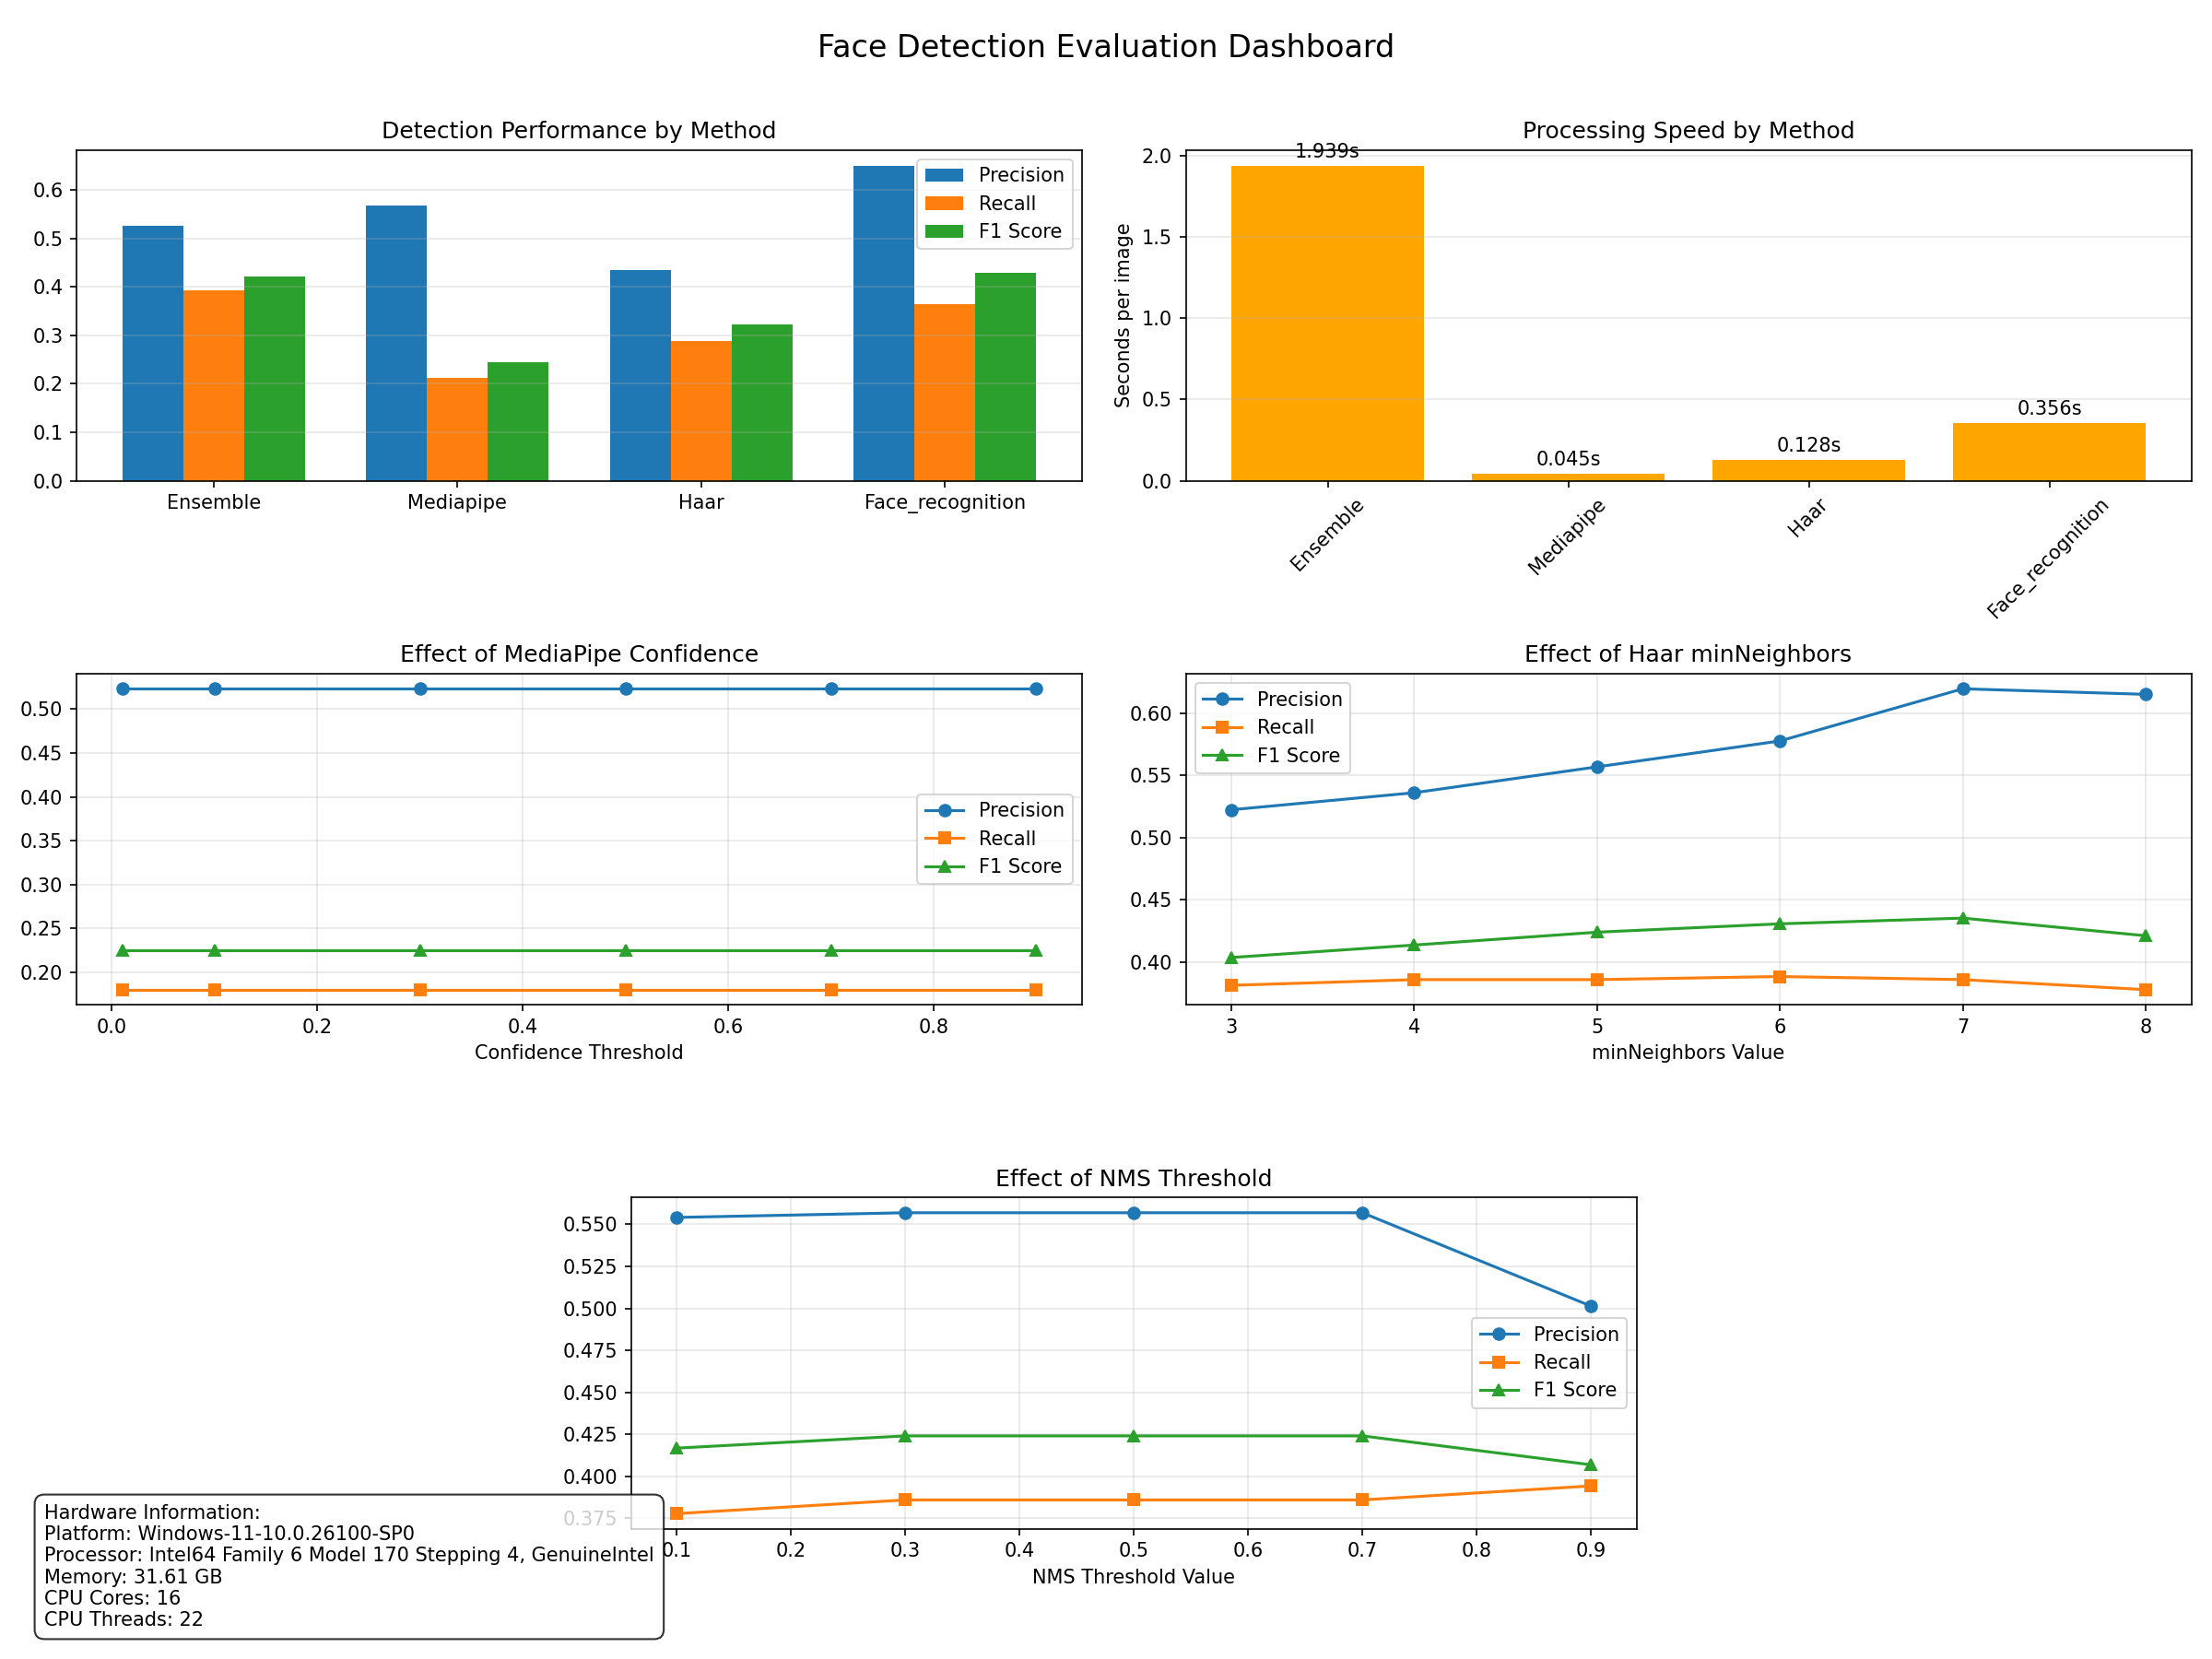 Face Detection Evaluation Dashboard
Detection Performance by Method
0.6
0.5
0.4
0.3
0.2
0.1
0.0
Precision
Recall
F1 Score
Ensemble
Mediapipe
Haar
Face_recognition
Processing Speed by Method
Seconds per image
2.0
1.5
1.0
0.5
0.0
1.939s
0.045s
0.128s
0.356s
Ensemble
Mediapipe
Haar
Face_recognition
Effect of MediaPipe Confidence
0.50
0.45
0.40
0.35
0.30
0.25
0.20
Precision
Recall
F1 Score
0.0
0.2
0.4
0.6
0.8
Confidence Threshold
Effect of Haar minNeighbors
0.60
0.55
0.50
0.45
0.40
Precision
Recall
F1 Score
3
4
5
6
7
8
minNeighbors Value
Effect of NMS Threshold
0.550
0.525
0.500
0.475
0.450
0.425
0.400
0.375
Precision
Recall
F1 Score
0.1
0.2
0.3
0.4
0.5
0.6
0.7
0.8
0.9
NMS Threshold Value
Hardware Information:
Platform: Windows-11-10.0.26100-SP0
Processor: Intel64 Family 6 Model 170 Stepping 4, GenuineIntel
Memory: 31.61 GB
CPU Cores: 16
CPU Threads: 22